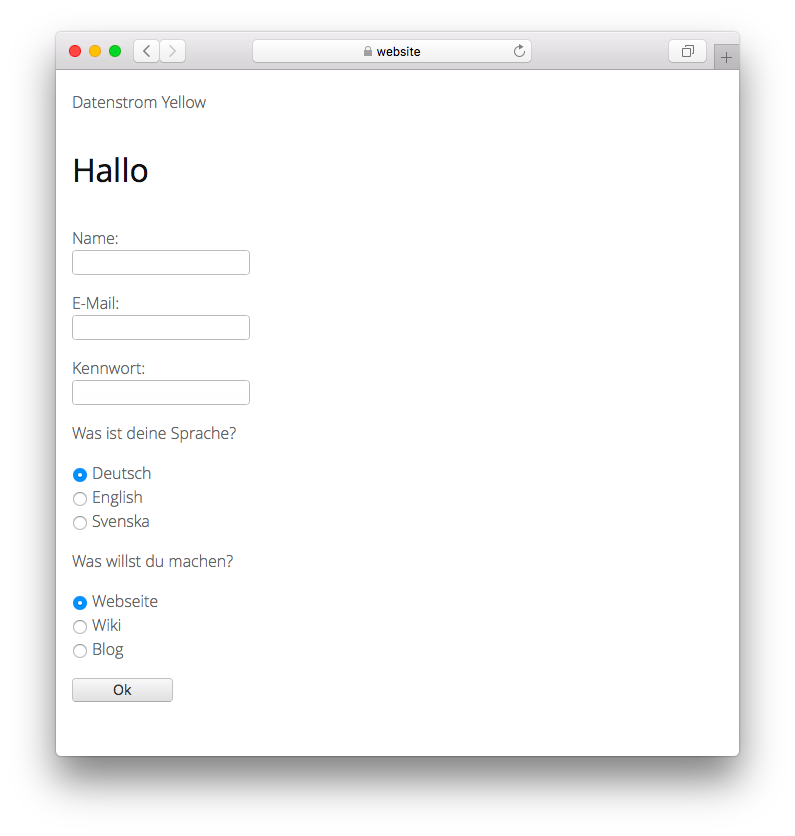 website
Datenstrom Yellow
Hallo
Name:
E-Mail:
Kennwort:
Was ist deine Sprache?
Deutsch
English
Svenska
Was willst du machen?
Webseite
Wiki
Blog
Ok